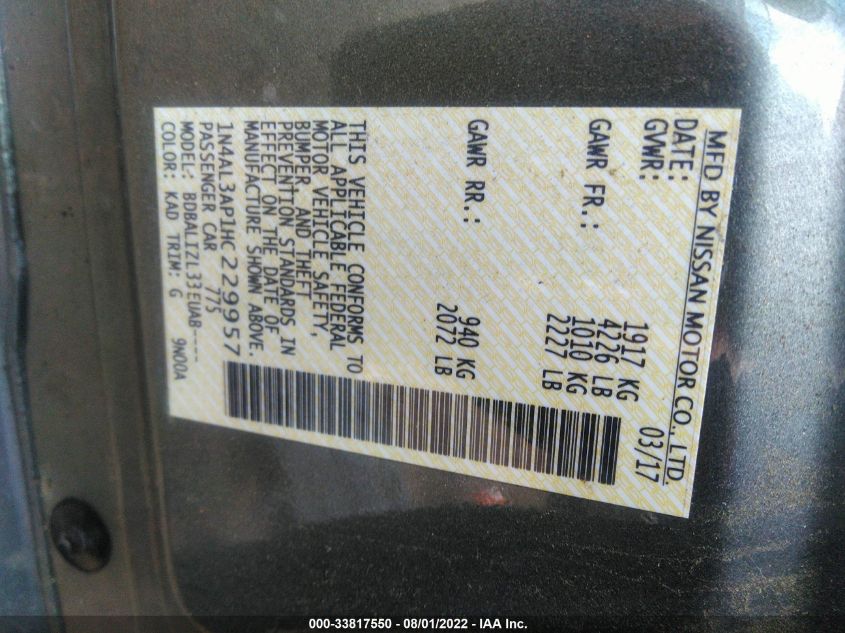 MFD BY NISSAN MOTOR CO., LTD.
DATE: 03/17
GVWR: 1917 KG
4226 LB
GAWR FR.: 1010 KG
2227 LB
GAWR RR.: 940 KG
2072 LB
THIS VEHICLE CONFORMS TO
ALL APPLICABLE FEDERAL
MOTOR VEHICLE SAFETY,
BUMPER, AND THEFT
PREVENTION STANDARDS IN
EFFECT ON THE DATE OF
MANUFACTURE SHOWN ABOVE.
1N4AL3AP1HC229957
PASSENGER CAR 775
MODEL: BDBALIZL33EUAB----
COLOR: KAD TRIM: G 9N00A
000-33817550 - 08/01/2022 - IAA Inc.